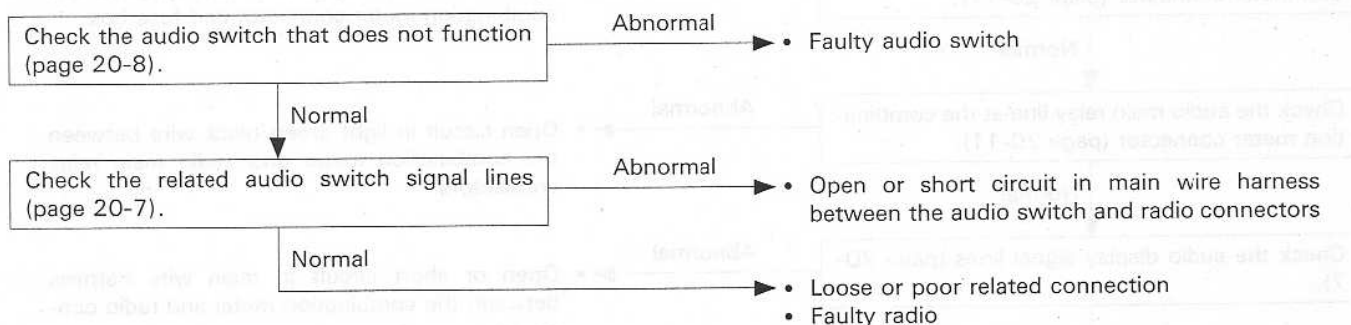 Check the audio switch that does not function
(page 20-8).
Abnormal
• Faulty audio switch
Normal
Check the related audio switch signal lines
(page 20-7).
Abnormal
• Open or short circuit in main wire harness
between the audio switch and radio connectors
Normal
• Loose or poor related connection
• Faulty radio